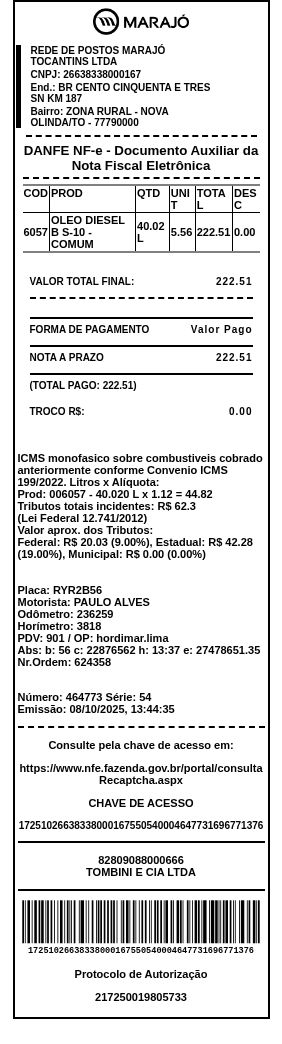 MARAJÓ
REDE DE POSTOS MARAJÓ
TOCANTINS LTDA
CNPJ: 26638338000167
End.: BR CENTO CINQUENTA E TRES
SN KM 187
Bairro: ZONA RURAL - NOVA
OLINDA/TO - 77790000
DANFE NF-e - Documento Auxiliar da
Nota Fiscal Eletrônica
COD PROD QTD UNIT TOTAL DESC
6057 OLEO DIESEL B S-10 - COMUM 40.02 L 5.56 222.51 0.00
VALOR TOTAL FINAL: 222.51
FORMA DE PAGAMENTO Valor Pago
NOTA A PRAZO 222.51
(TOTAL PAGO: 222.51)
TROCO R$: 0.00
ICMS monofasico sobre combustiveis cobrado
anteriormente conforme Convenio ICMS
199/2022. Litros x Alíquota:
Prod: 006057 - 40.020 L x 1.12 = 44.82
Tributos totais incidentes: R$ 62.3
(Lei Federal 12.741/2012)
Valor aprox. dos Tributos:
Federal: R$ 20.03 (9.00%), Estadual: R$ 42.28
(19.00%), Municipal: R$ 0.00 (0.00%)
Placa: RYR2B56
Motorista: PAULO ALVES
Odômetro: 236259
Horímetro: 3818
PDV: 901 / OP: hordimar.lima
Abs: b: 56 c: 22876562 h: 13:37 e: 27478651.35
Nr.Ordem: 624358
Número: 464773 Série: 54
Emissão: 08/10/2025, 13:44:35
Consulte pela chave de acesso em:
https://www.nfe.fazenda.gov.br/portal/consulta
Recaptcha.aspx
CHAVE DE ACESSO
17251026638338000167550540004647731696771376
82809088000666
TOMBINI E CIA LTDA
17251026638338000167550540004647731696771376
Protocolo de Autorização
217250019805733